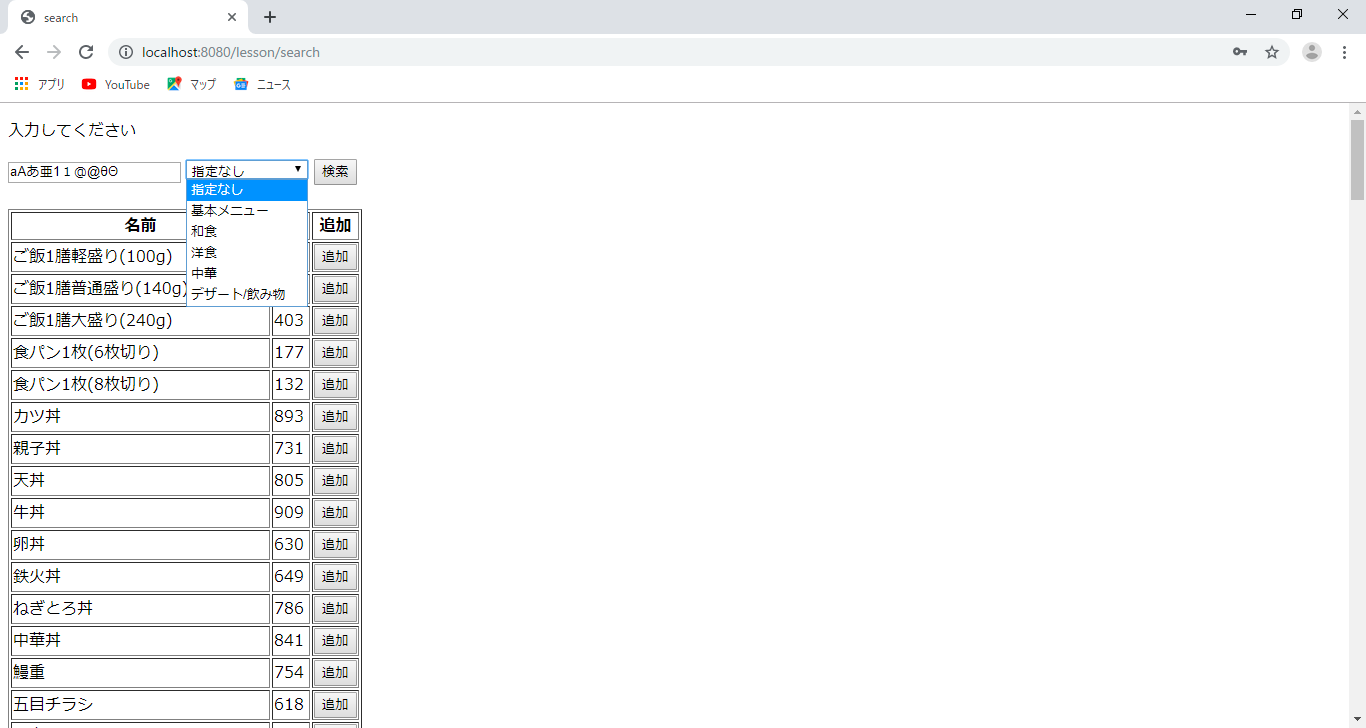 search
localhost:8080/lesson/search
アプリ YouTube マップ ニュース
入力してください
aAあ亜1１@＠θΘ 指定なし 検索
指定なし
基本メニュー
和食
洋食
中華
デザート/飲み物
名前 追加
ご飯1膳軽盛り(100g) 追加
ご飯1膳普通盛り(140g) 追加
ご飯1膳大盛り(240g) 403 追加
食パン1枚(6枚切り) 177 追加
食パン1枚(8枚切り) 132 追加
カツ丼 893 追加
親子丼 731 追加
天丼 805 追加
牛丼 909 追加
卵丼 630 追加
鉄火丼 649 追加
ねぎとろ丼 786 追加
中華丼 841 追加
鰻重 754 追加
五目チラシ 618 追加